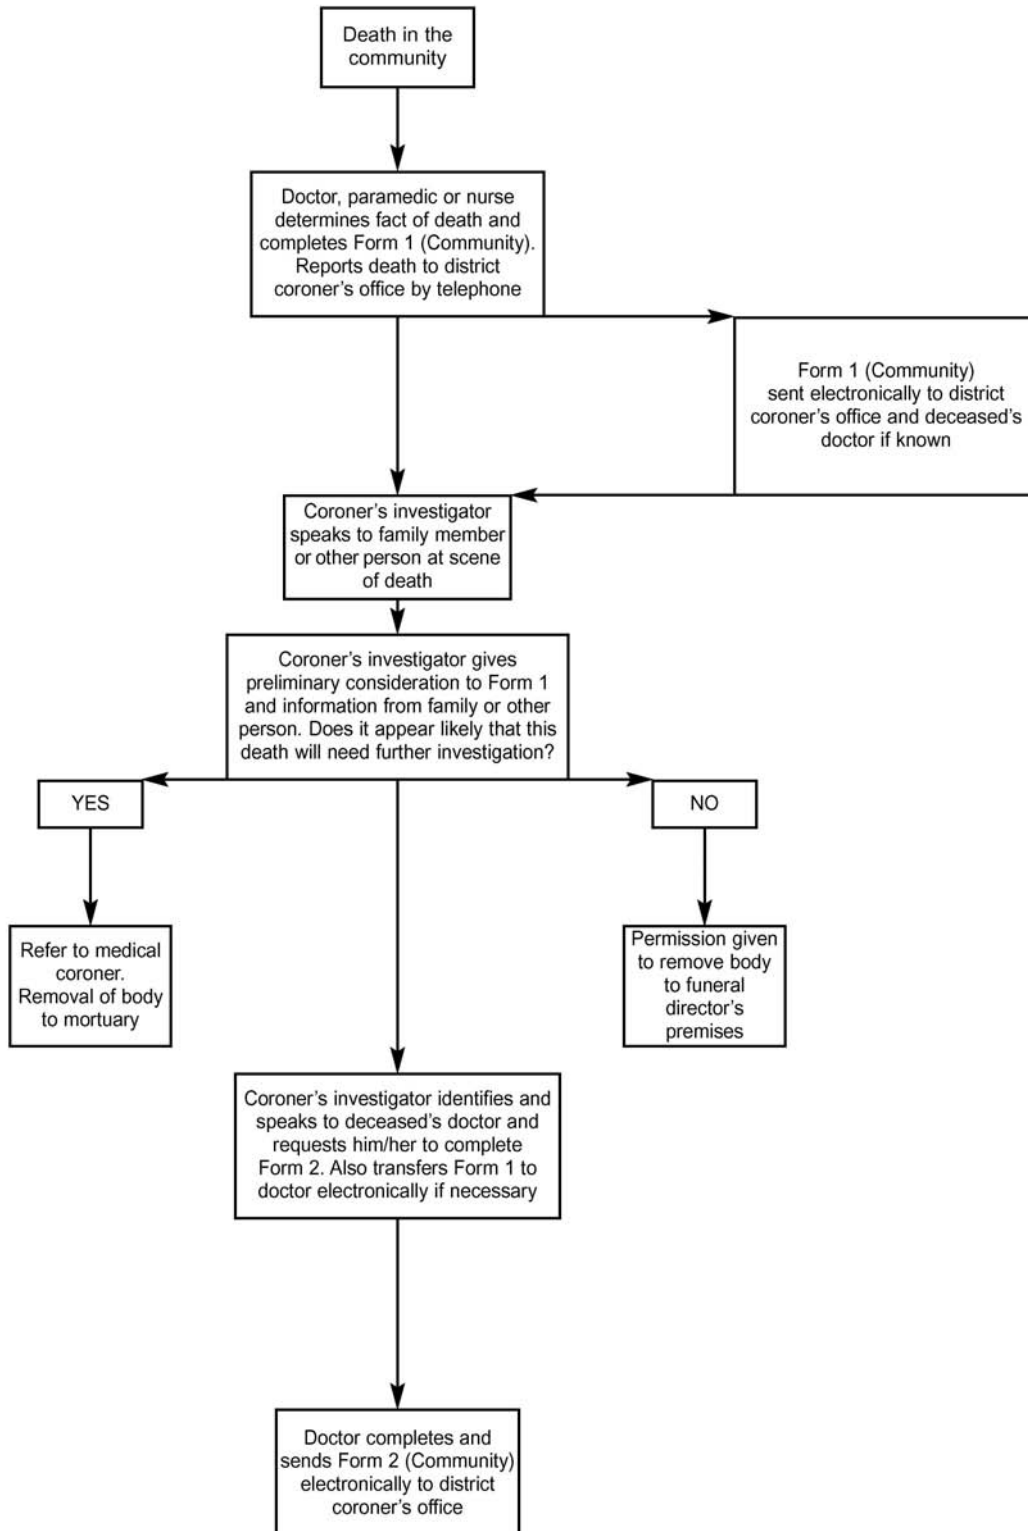 Death in the
community
Doctor, paramedic or nurse
determines fact of death and
completes Form 1 (Community).
Reports death to district
coroner's office by telephone
Form 1 (Community)
sent electronically to district
coroner's office and deceased's
doctor if known
Coroner's investigator
speaks to family member
or other person at scene
of death
Coroner's investigator gives
preliminary consideration to Form 1
and information from family or other
person. Does it appear likely that this
death will need further investigation?
YES
NO
Refer to medical
coroner.
Removal of body
to mortuary
Permission given
to remove body
to funeral
director's
premises
Coroner's investigator identifies and
speaks to deceased's doctor and
requests him/her to complete
Form 2. Also transfers Form 1 to
doctor electronically if necessary
Doctor completes and
sends Form 2 (Community)
electronically to district
coroner's office